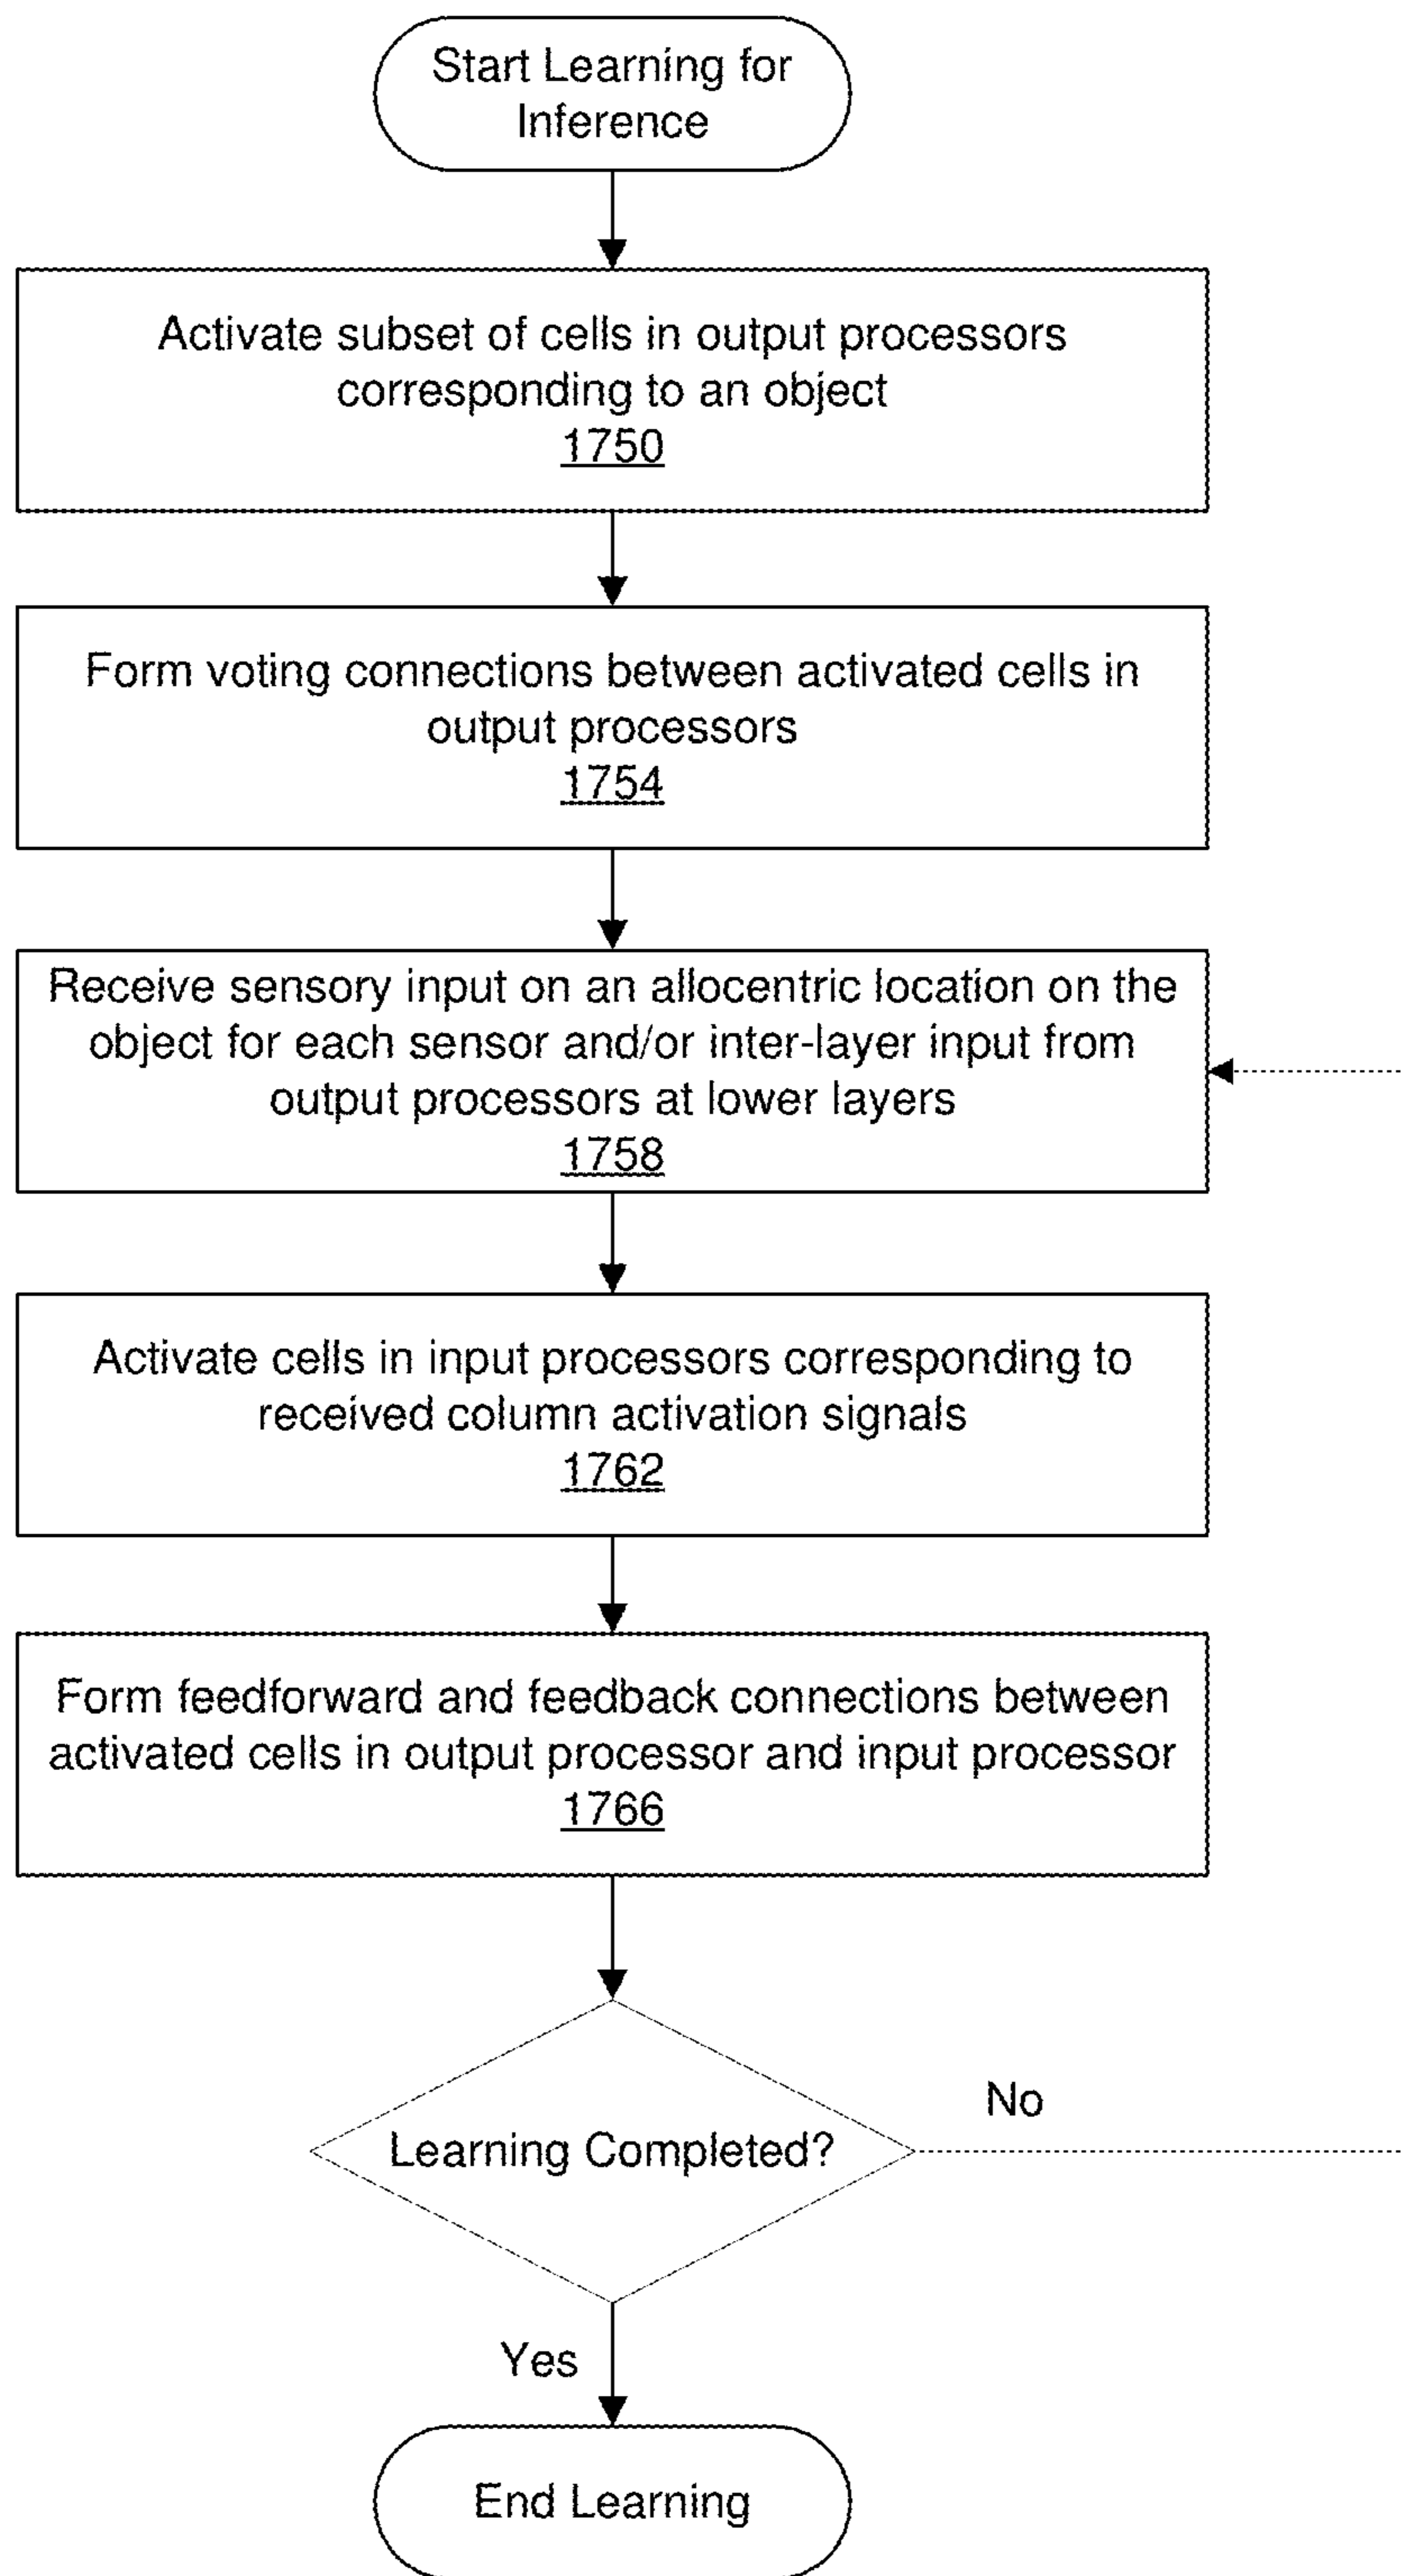 Start Learning for
Inference
Activate subset of cells in output processors
corresponding to an object
1750
Form voting connections between activated cells in
output processors
1754
Receive sensory input on an allocentric location on the
object for each sensor and/or inter-layer input from
output processors at lower layers
1758
Activate cells in input processors corresponding to
received column activation signals
1762
Form feedforward and feedback connections between
activated cells in output processor and input processor
1766
Learning Completed?
No
Yes
End Learning